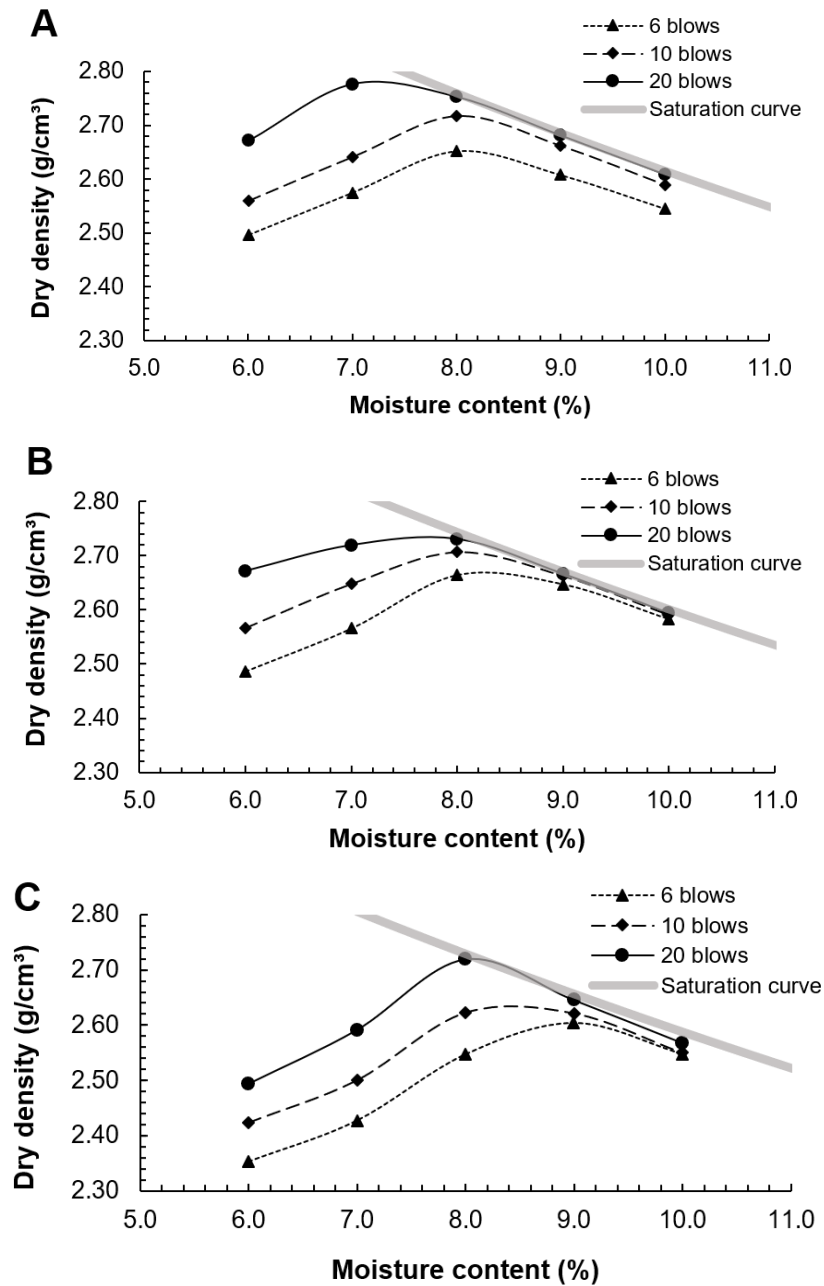 A
6 blows
10 blows
20 blows
Saturation curve
Dry density (g/cm³)
2.80
2.70
2.60
2.50
2.40
2.30
5.0 6.0 7.0 8.0 9.0 10.0 11.0
Moisture content (%)
B
6 blows
10 blows
20 blows
Saturation curve
Dry density (g/cm³)
2.80
2.70
2.60
2.50
2.40
2.30
5.0 6.0 7.0 8.0 9.0 10.0 11.0
Moisture content (%)
C
6 blows
10 blows
20 blows
Saturation curve
Dry density (g/cm³)
2.80
2.70
2.60
2.50
2.40
2.30
5.0 6.0 7.0 8.0 9.0 10.0 11.0
Moisture content (%)